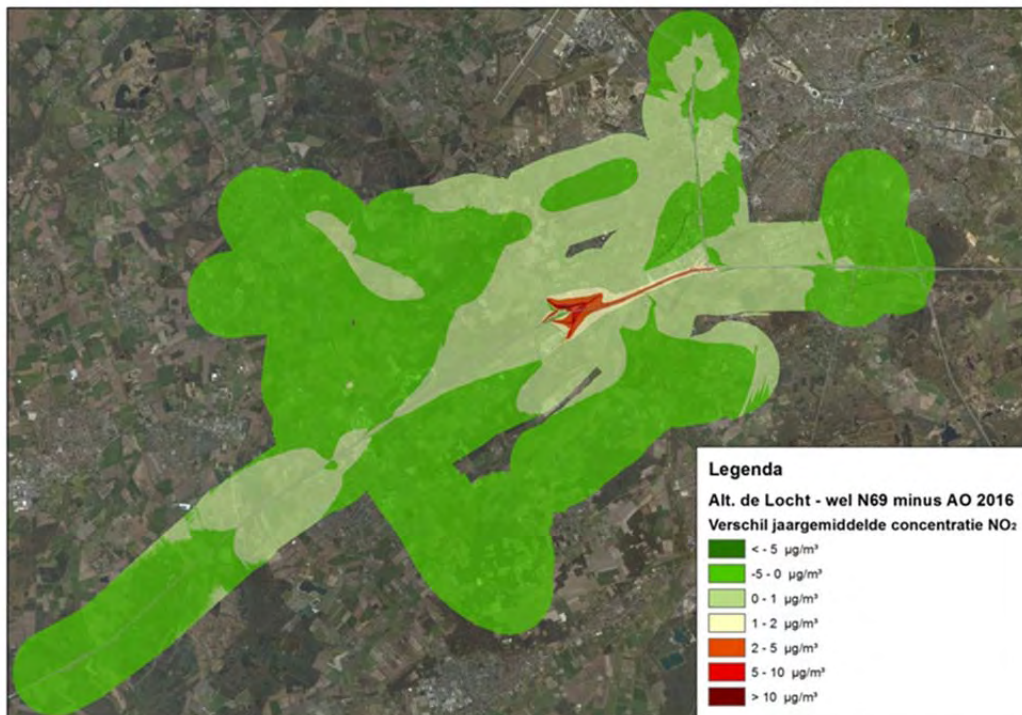 Legenda
Alt. de Locht - wel N69 minus AO 2016
Verschil jaargemiddelde concentratie NO₂
< - 5 µg/m³
-5 - 0 µg/m³
0 - 1 µg/m³
1 - 2 µg/m³
2 - 5 µg/m³
5 - 10 µg/m³
> 10 µg/m³